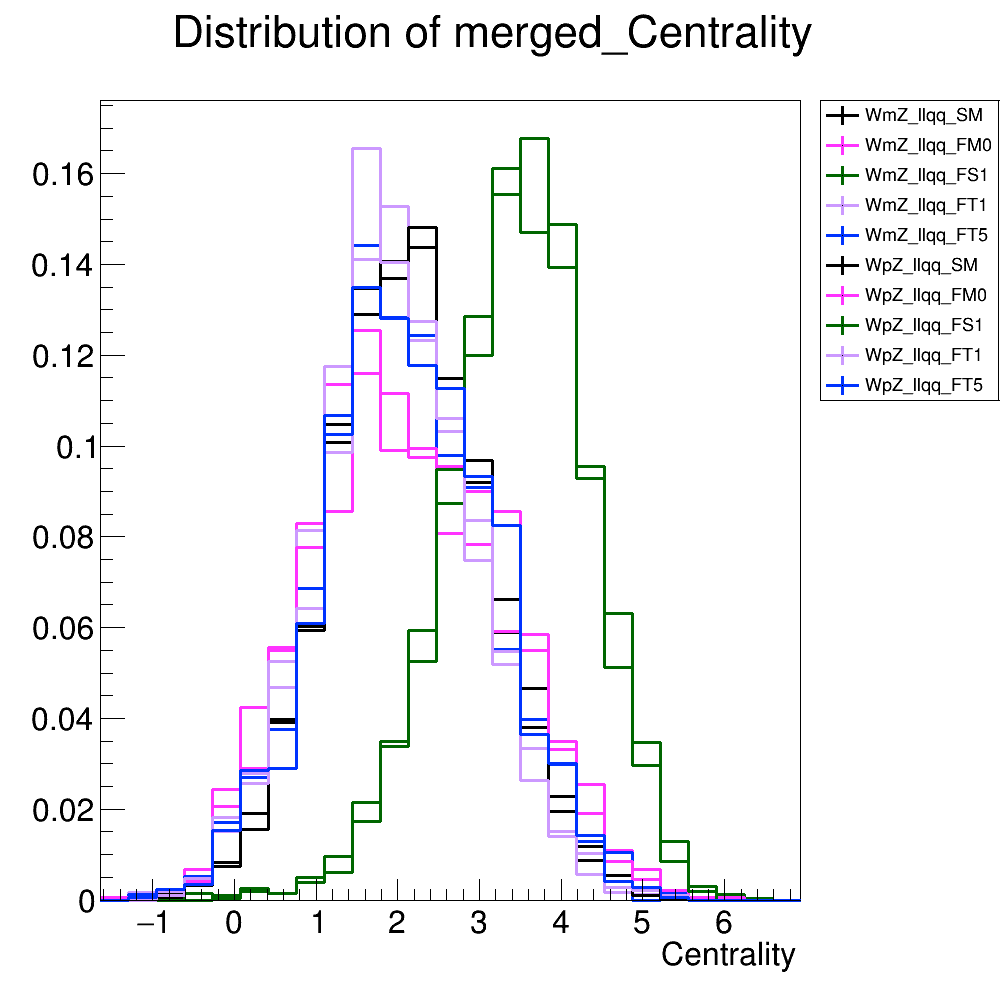 Distribution of merged_Centrality
WmZ_llqq_SM
WmZ_llqq_FM0
WmZ_llqq_FS1
WmZ_llqq_FT1
WmZ_llqq_FT5
WpZ_llqq_SM
WpZ_llqq_FM0
WpZ_llqq_FS1
WpZ_llqq_FT1
WpZ_llqq_FT5
0.16
0.14
0.12
0.1
0.08
0.06
0.04
0.02
0
−1 0 1 2 3 4 5 6
Centrality